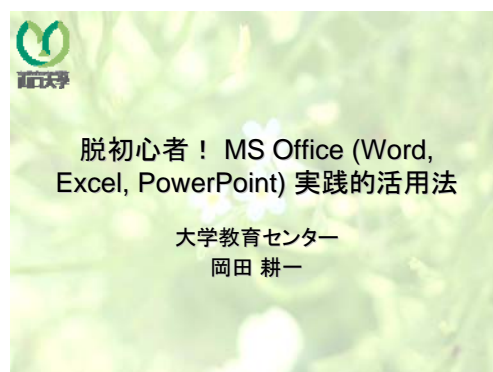 脱初心者! MS Office (Word,
Excel, PowerPoint) 実践的活用法
大学教育センター
岡田 耕一